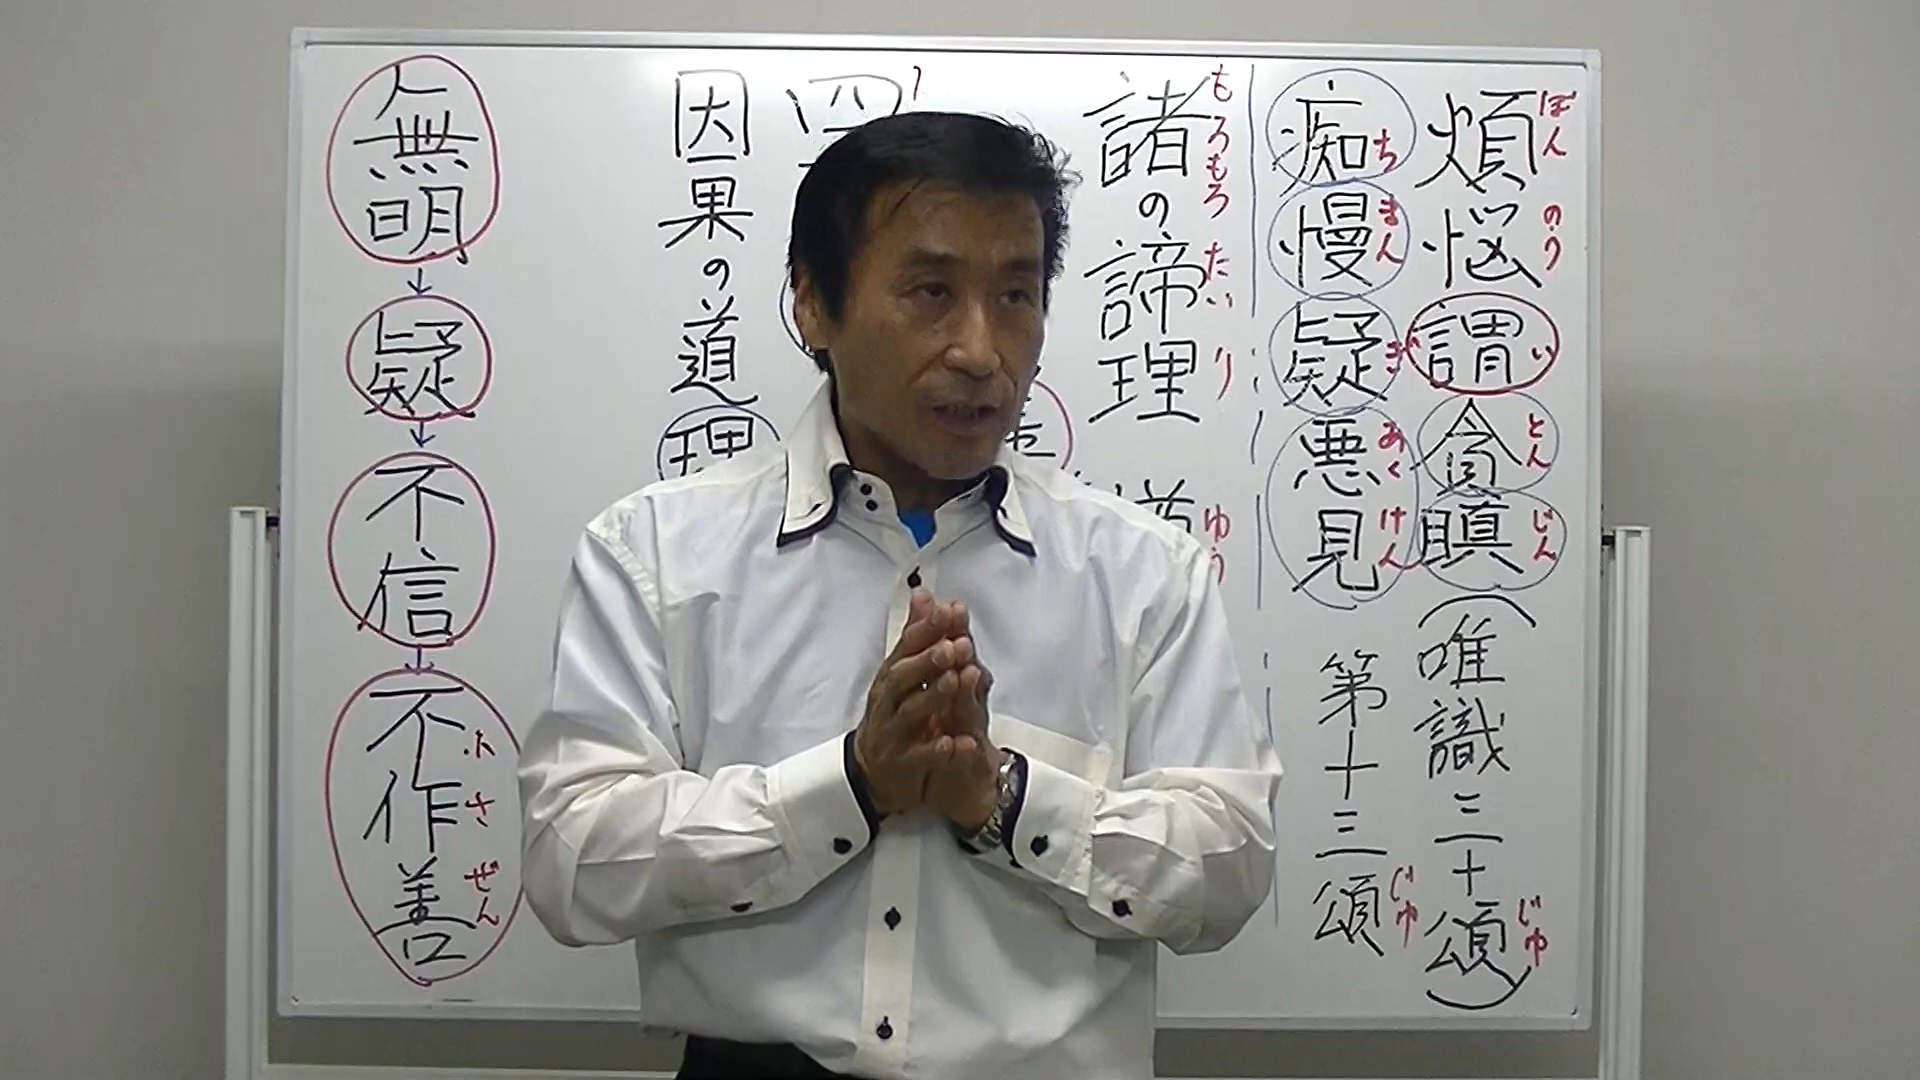 煩悩謂貪瞋(唯識三十頌)
ぼんのういとんじんじゅ
痴慢疑悪見 第十三頌
ちまんぎあくけんじゅ
諸の諦理
もろもろたいりゆう
因果の道理
無明
↓
疑
↓
不信
↓
不作善
ふさぜん